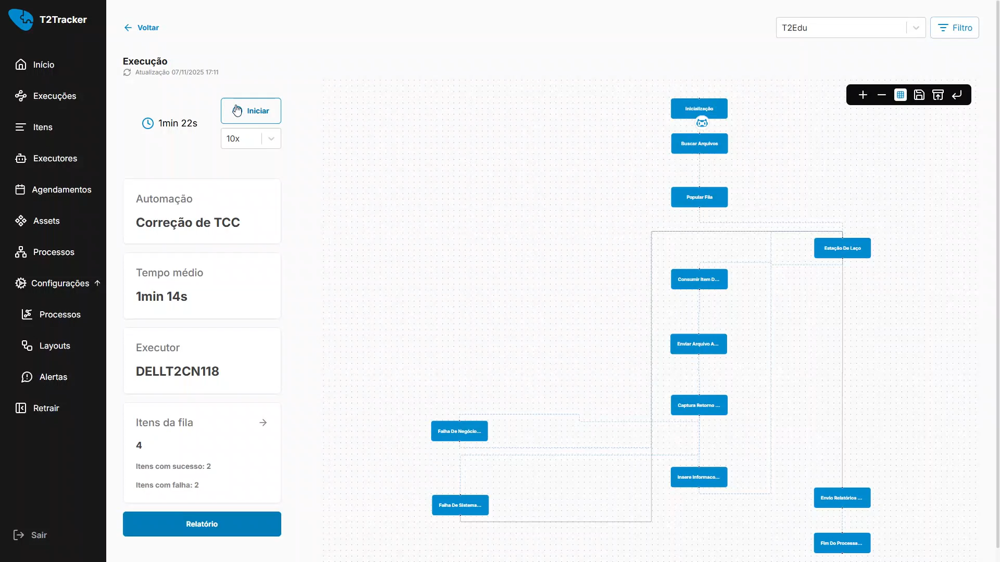 T2Tracker
Início
Execuções
Itens
Executores
Agendamentos
Assets
Processos
Configurações
Processos
Layouts
Alertas
Retrair
Sair
Voltar
T2Edu
Filtro
Execução
Atualização 07/11/2025 17:11
1min 22s
Iniciar
10x
Automação
Correção de TCC
Tempo médio
1min 14s
Executor
DELLT2CN118
Itens da fila
4
Itens com sucesso: 2
Itens com falha: 2
Relatório
Inicialização
Buscar Arquivos
Popular Fila
Estação De Laço
Consumir Item D...
Enviar Arquivo A...
Captura Retorno ...
Falha De Negócio...
Insere Informaco...
Falha De Sistema...
Envio Relatórios ...
Fim Do Processa...